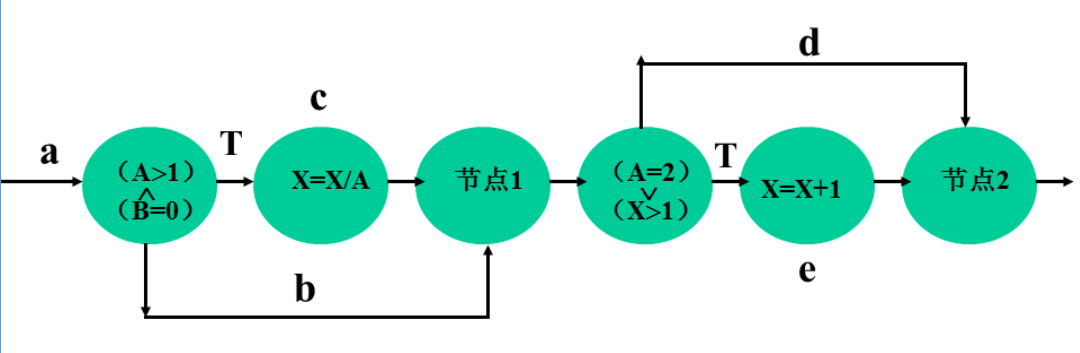 a
（A>1）
∧
（B=0）
T
c
X=X/A
节点1
b
（A=2）
∨
（X>1）
T
d
X=X+1
e
节点2